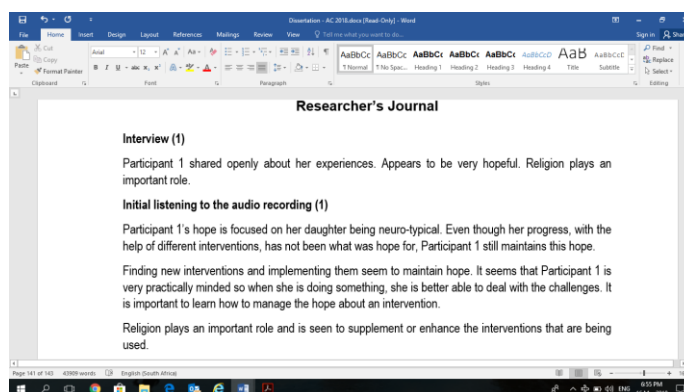 Dissertation - AC 2018.docx [Read-Only] - Word
File Home Insert Design Layout References Mailings Review View Tell me what you want to do... Sign in Share
Cut
Copy
Format Painter
Paste
Arial 12
AaBbCc AaBbCc AaBbCc AaBbCc AaBbCc AaBbCcD AaB AaBbCcD
Normal No Spac... Heading 1 Heading 2 Heading 3 Heading 4 Title Subtitle
Find
Replace
Select
Clipboard Font Paragraph Styles Editing
Researcher's Journal
Interview (1)
Participant 1 shared openly about her experiences. Appears to be very hopeful. Religion plays an
important role.
Initial listening to the audio recording (1)
Participant 1's hope is focused on her daughter being neuro-typical. Even though her progress, with the
help of different interventions, has not been what was hope for, Participant 1 still maintains this hope.
Finding new interventions and implementing them seem to maintain hope. It seems that Participant 1 is
very practically minded so when she is doing something, she is better able to deal with the challenges. It
is important to learn how to manage the hope about an intervention.
Religion plays an important role and is seen to supplement or enhance the interventions that are being
used.
Page 141 of 143 43909 words English (South Africa)
ENG 6:55 PM